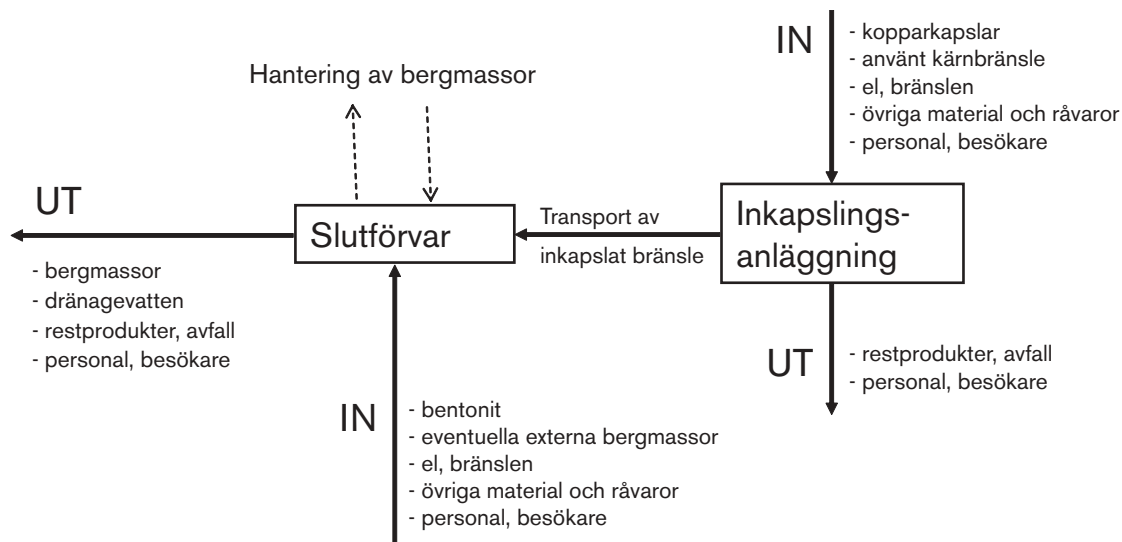 IN
- kopparkapslar
- använt kärnbränsle
- el, bränslen
- övriga material och råvaror
- personal, besökare
Hantering av bergmassor
UT
- bergmassor
- dränagevatten
- restprodukter, avfall
- personal, besökare
Slutförvar
Transport av
inkapslat bränsle
Inkapslings-
anläggning
UT
- restprodukter, avfall
- personal, besökare
IN
- bentonit
- eventuella externa bergmassor
- el, bränslen
- övriga material och råvaror
- personal, besökare